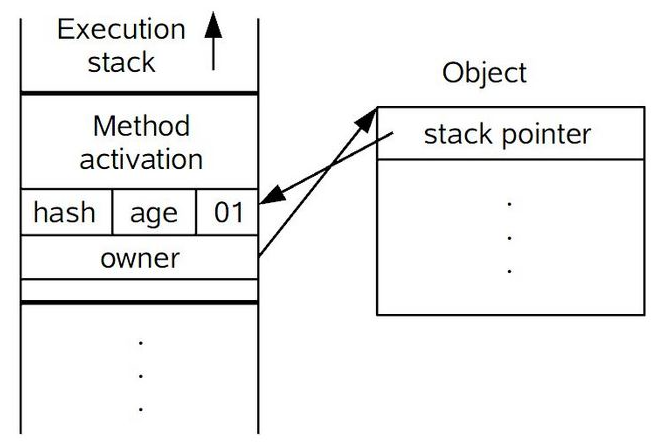 Execution
stack
Method
activation
hash age 01
owner
Object
stack pointer